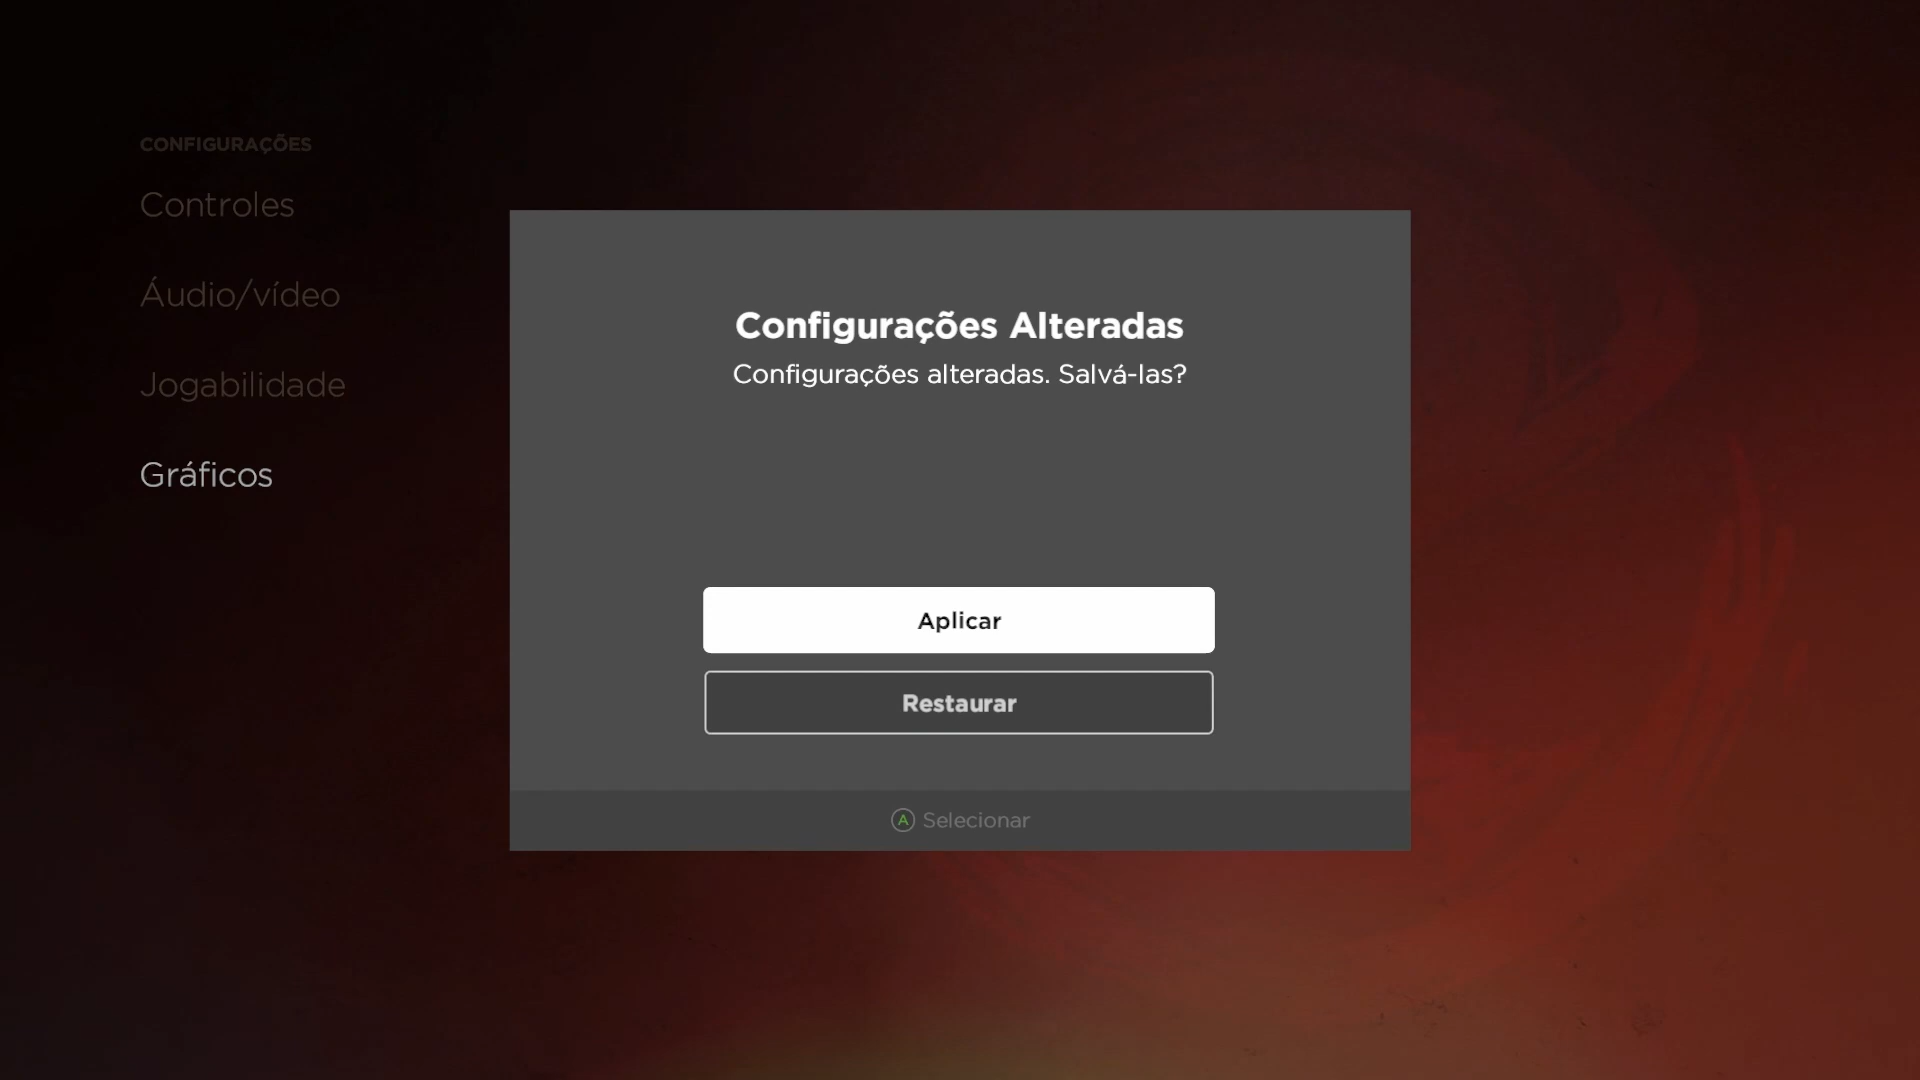 CONFIGURAÇÕES
Controles
Áudio/vídeo
Jogabilidade
Gráficos
Configurações Alteradas
Configurações alteradas. Salvá-las?
Aplicar
Restaurar
A Selecionar